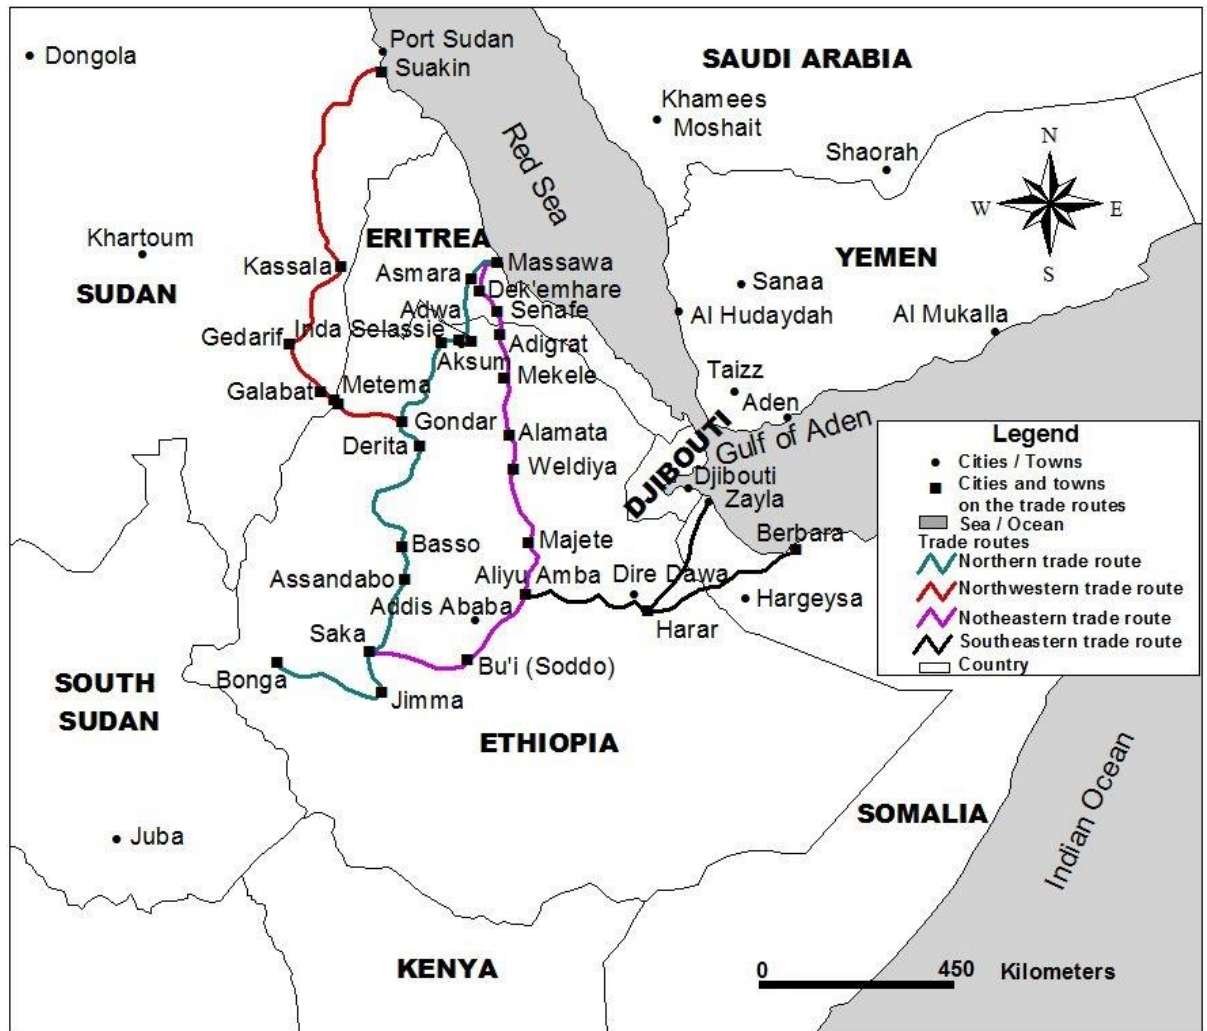 Port Sudan
Dongola
Suakin
SAUDI ARABIA
Khamees
Moshait
Red Sea
Shaorah
N
W
E
S
Khartoum
ERITREA
Kassala
SUDAN
Asmara
Massawa
Dek'emhare
YEMEN
Sanaa
Adwa
Senafe
Al Hudaydah
Al Mukalla
Gedarif
Inda Selassie
Aksum
Adigrat
Mekele
Taizz
Galabat
Metema
Aden
Gondar
Alamata
Gulf of Aden
Derita
Weldiya
DJIBOUTI
Djibouti
Zayla
Berbara
Basso
Majete
Assandabo
Aliyu Amba
Dire Dawa
Addis Ababa
Hargeysa
Harar
Saka
Bonga
Bu'i (Soddo)
Jimma
SOUTH
SUDAN
ETHIOPIA
SOMALIA
Indian Ocean
Juba
KENYA
Legend
Cities / Towns
Cities and towns
on the trade routes
Sea / Ocean
Trade routes
Northern trade route
Northwestern trade route
Notheastern trade route
Southeastern trade route
Country
0 450 Kilometers